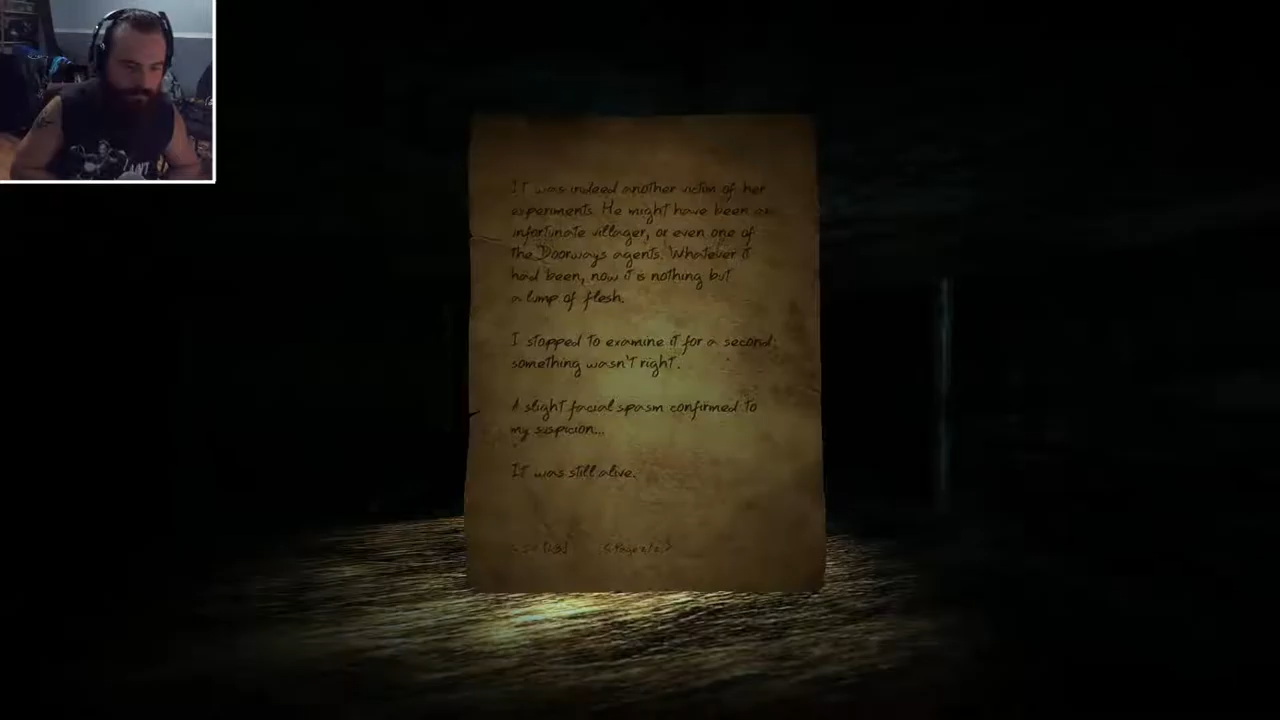 It was indeed another victim of her
experiments. He might have been an
infortunate villager, or even one of
the Doorways agents. Whatever it
had been, now it is nothing but
a lump of flesh.
I stopped to examine it for a second
something wasn't right.
A slight facial spasm confirmed to
my suspicion...
It was still alive.